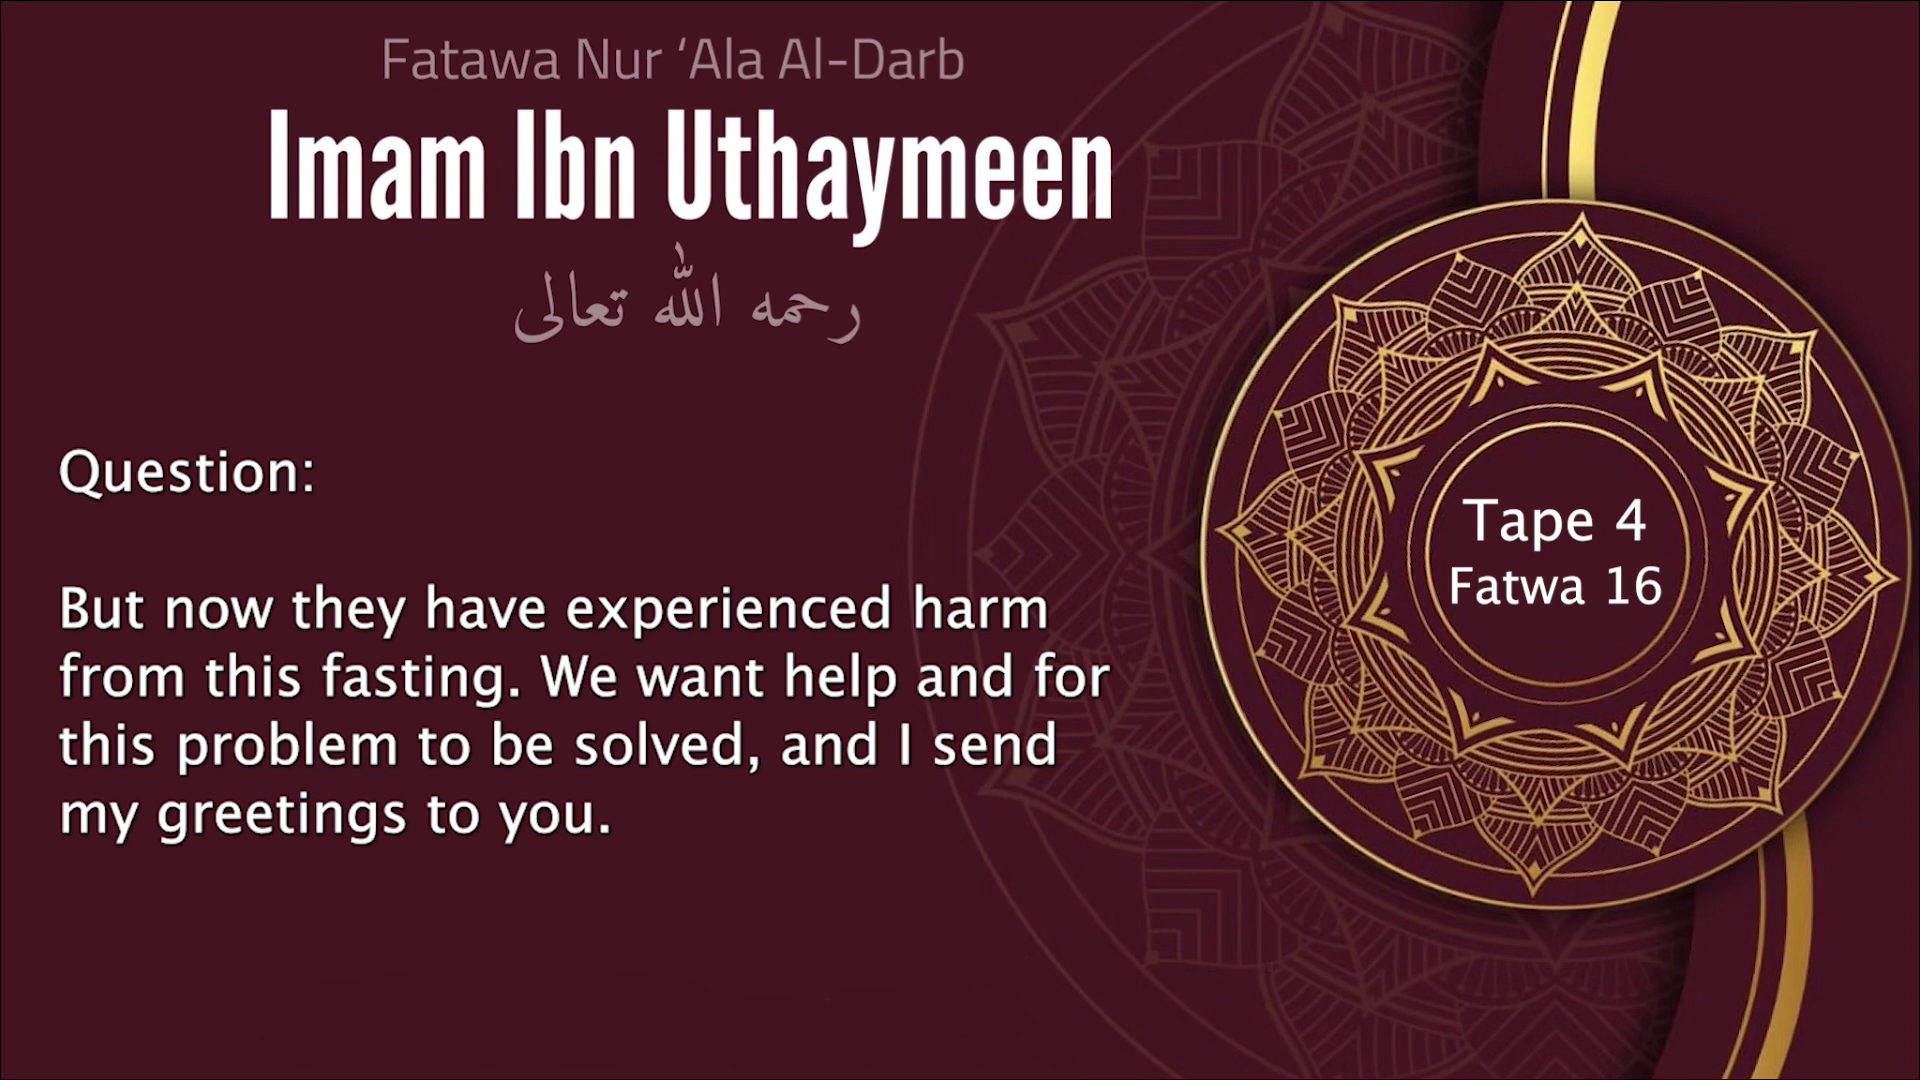 Fatawa Nur ‘Ala Al-Darb
Imam Ibn Uthaymeen
رحمه الله تعالى
Question:
But now they have experienced harm
from this fasting. We want help and for
this problem to be solved, and I send
my greetings to you.
Tape 4
Fatwa 16